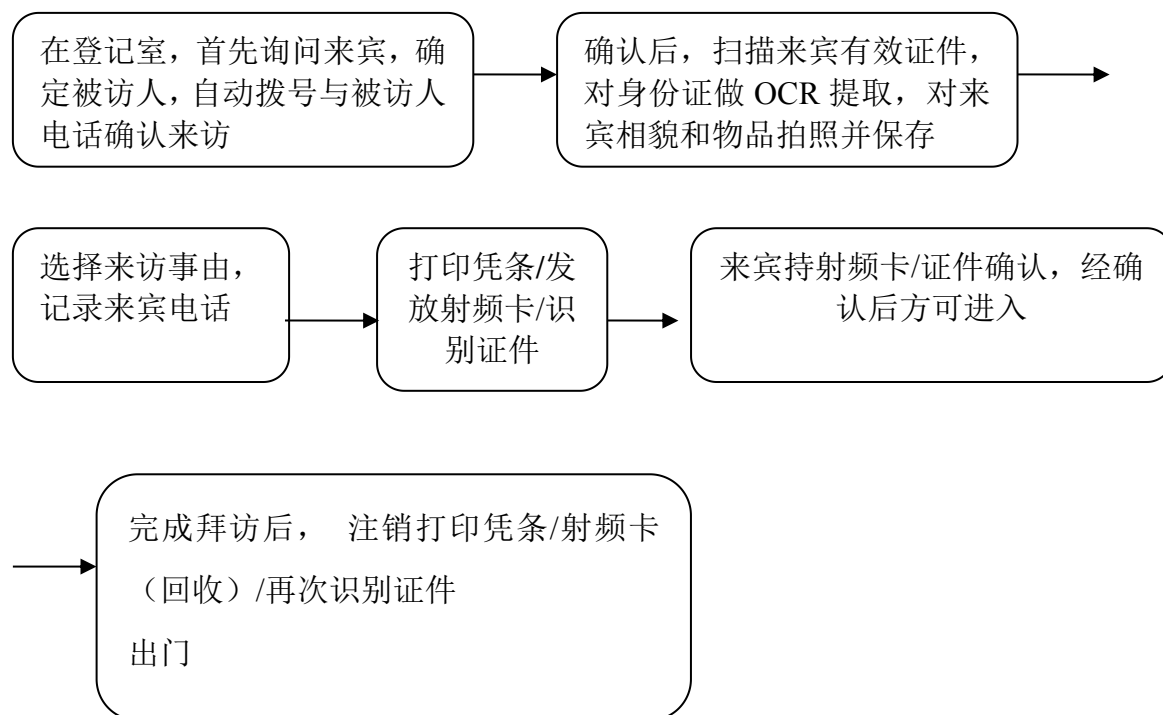 在登记室，首先询问来宾，确
定被访人，自动拨号与被访人
电话确认来访
确认后，扫描来宾有效证件，
对身份证做 OCR 提取，对来
宾相貌和物品拍照并保存
选择来访事由，
记录来宾电话
打印凭条/发
放射频卡/识
别证件
来宾持射频卡/证件确认，经确
认后方可进入
完成拜访后， 注销打印凭条/射频卡
（回收）/再次识别证件
出门